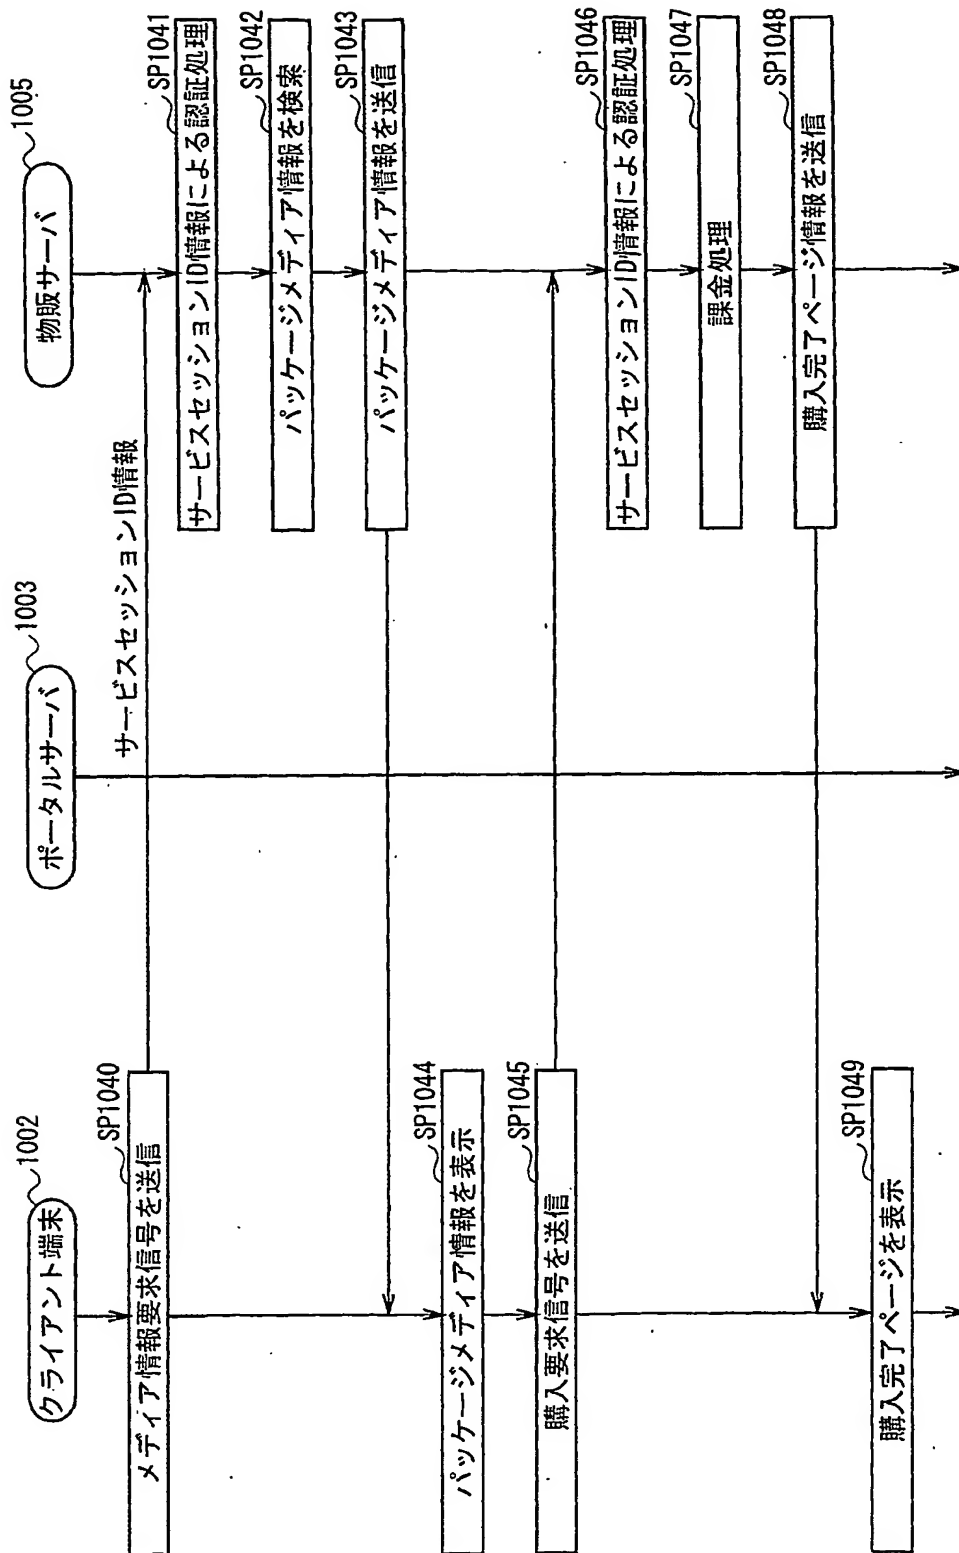 クライアント端末
1002
ポータルサーバ
1003
物販サーバ
1005
メディア情報要求信号を送信
SP1040
サービスセッションID情報
サービスセッションID情報による認証処理
SP1041
パッケージメディア情報を検索
SP1042
パッケージメディア情報を送信
SP1043
パッケージメディア情報を表示
SP1044
購入要求信号を送信
SP1045
サービスセッションID情報による認証処理
SP1046
課金処理
SP1047
購入完了ページ情報を送信
SP1048
購入完了ページを表示
SP1049